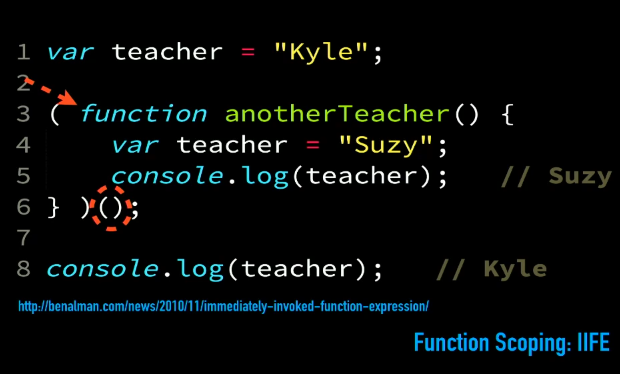 1 var teacher = "Kyle";
2
3 ( function anotherTeacher() {
4 var teacher = "Suzy";
5 console.log(teacher); // Suzy
6 } )();
7
8 console.log(teacher); // Kyle
http://benalman.com/news/2010/11/immediately-invoked-function-expression/
Function Scoping: IIFE